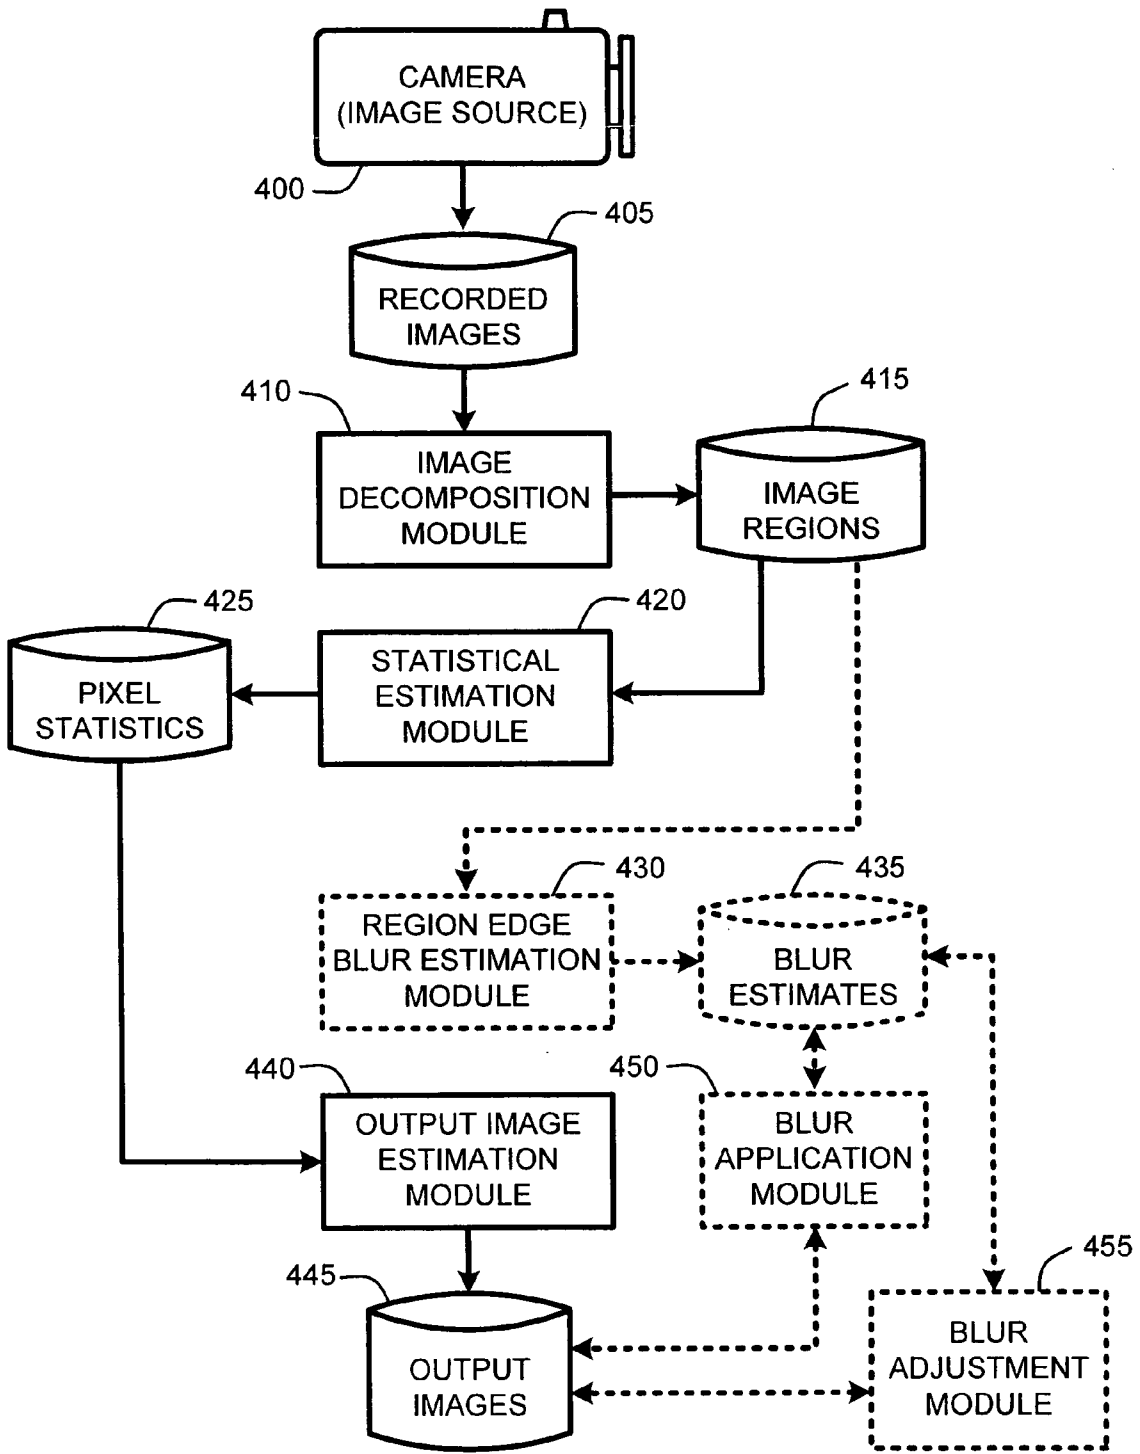 CAMERA
(IMAGE SOURCE)
400
405
RECORDED
IMAGES
410
IMAGE
DECOMPOSITION
MODULE
415
IMAGE
REGIONS
425
PIXEL
STATISTICS
420
STATISTICAL
ESTIMATION
MODULE
430
REGION EDGE
BLUR ESTIMATION
MODULE
435
BLUR
ESTIMATES
440
OUTPUT IMAGE
ESTIMATION
MODULE
450
BLUR
APPLICATION
MODULE
445
OUTPUT
IMAGES
455
BLUR
ADJUSTMENT
MODULE